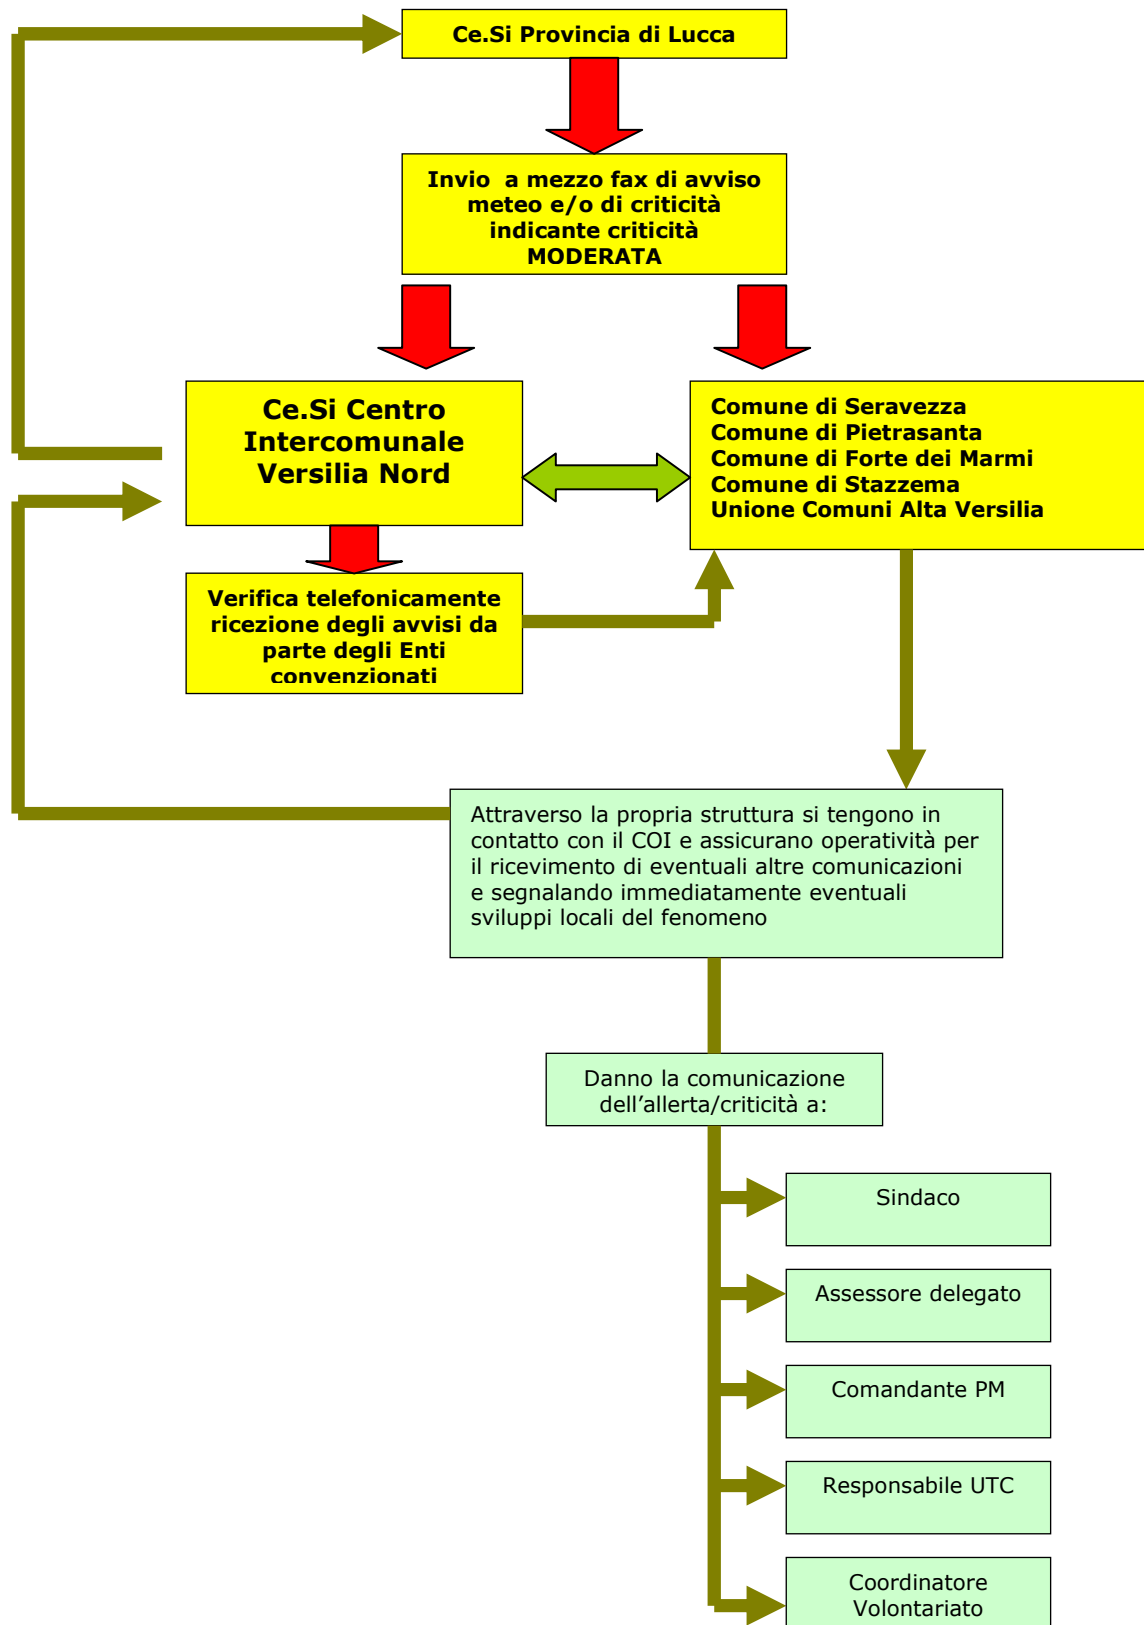 Ce.Si Provincia di Lucca
Invio a mezzo fax di avviso
meteo e/o di criticità
indicante criticità
MODERATA
Ce.Si Centro
Intercomunale
Versilia Nord
Comune di Seravezza
Comune di Pietrasanta
Comune di Forte dei Marmi
Comune di Stazzema
Unione Comuni Alta Versilia
Verifica telefonicamente
ricezione degli avvisi da
parte degli Enti
convenzionati
Attraverso la propria struttura si tengono in
contatto con il COI e assicurano operatività per
il ricevimento di eventuali altre comunicazioni
e segnalando immediatamente eventuali
sviluppi locali del fenomeno
Danno la comunicazione
dell’allerta/criticità a:
Sindaco
Assessore delegato
Comandante PM
Responsabile UTC
Coordinatore
Volontariato